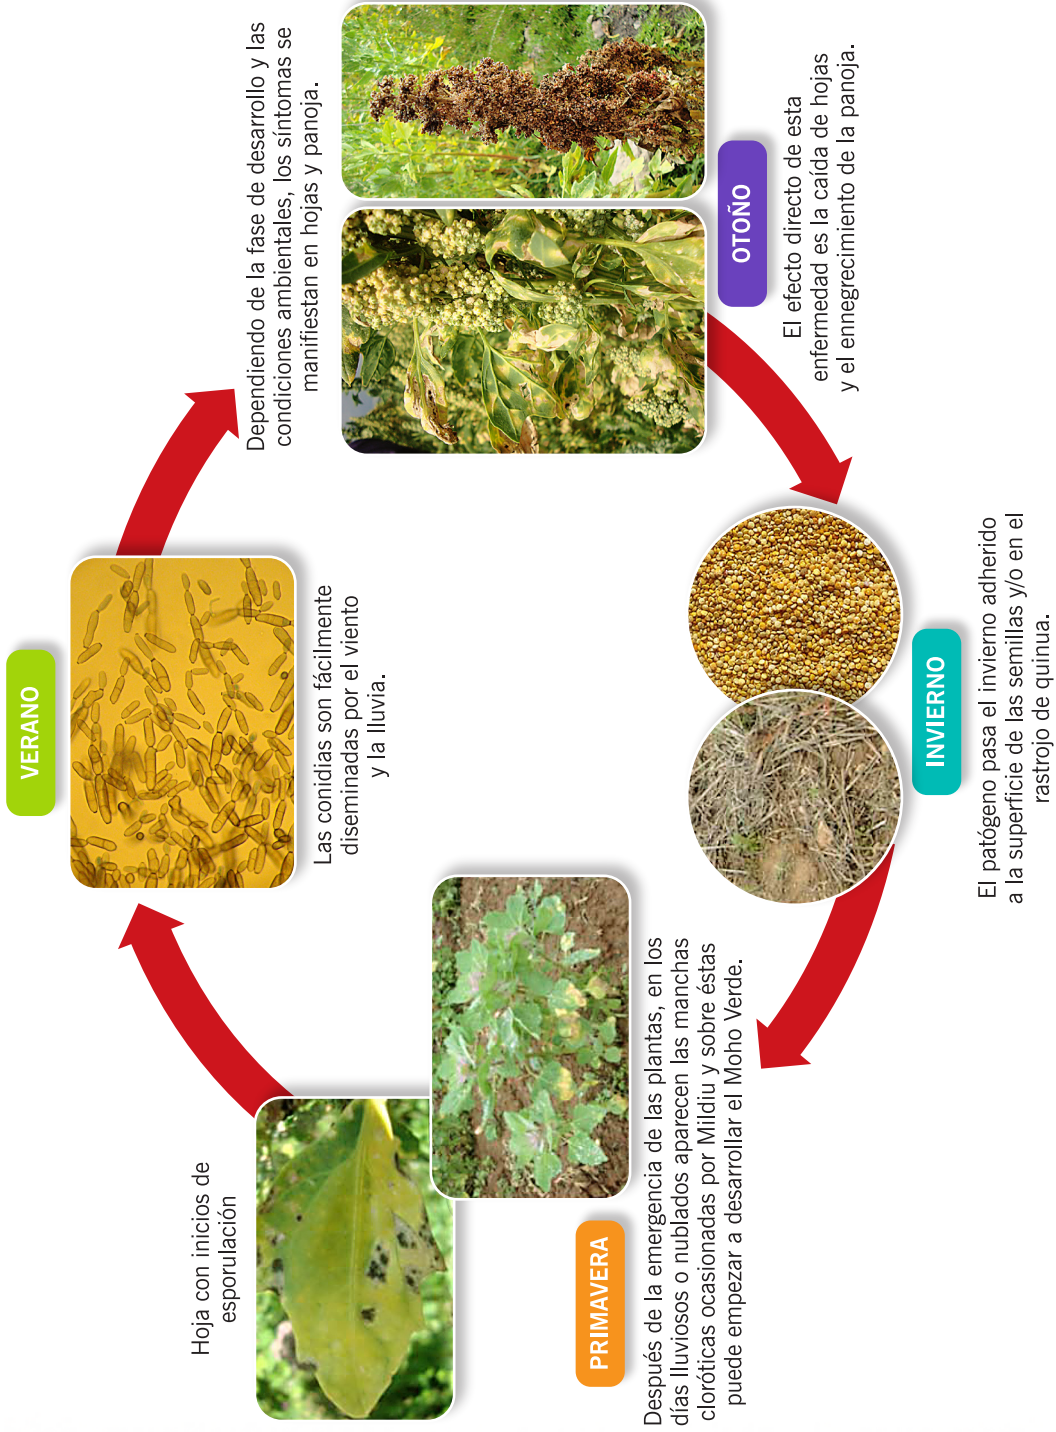 VERANO
Las conidias son fácilmente
diseminadas por el viento
y la lluvia.
Dependiendo de la fase de desarrollo y las
condiciones ambientales, los síntomas se
manifiestan en hojas y panoja.
OTOÑO
El efecto directo de esta
enfermedad es la caída de hojas
y el ennegrecimiento de la panoja.
INVIERNO
El patógeno pasa el invierno adherido
a la superficie de las semillas y/o en el
rastrojo de quinua.
PRIMAVERA
Después de la emergencia de las plantas, en los
días lluviosos o nublados aparecen las manchas
cloróticas ocasionadas por Mildiu y sobre éstas
puede empezar a desarrollar el Moho Verde.
Hoja con inicios de
esporulación